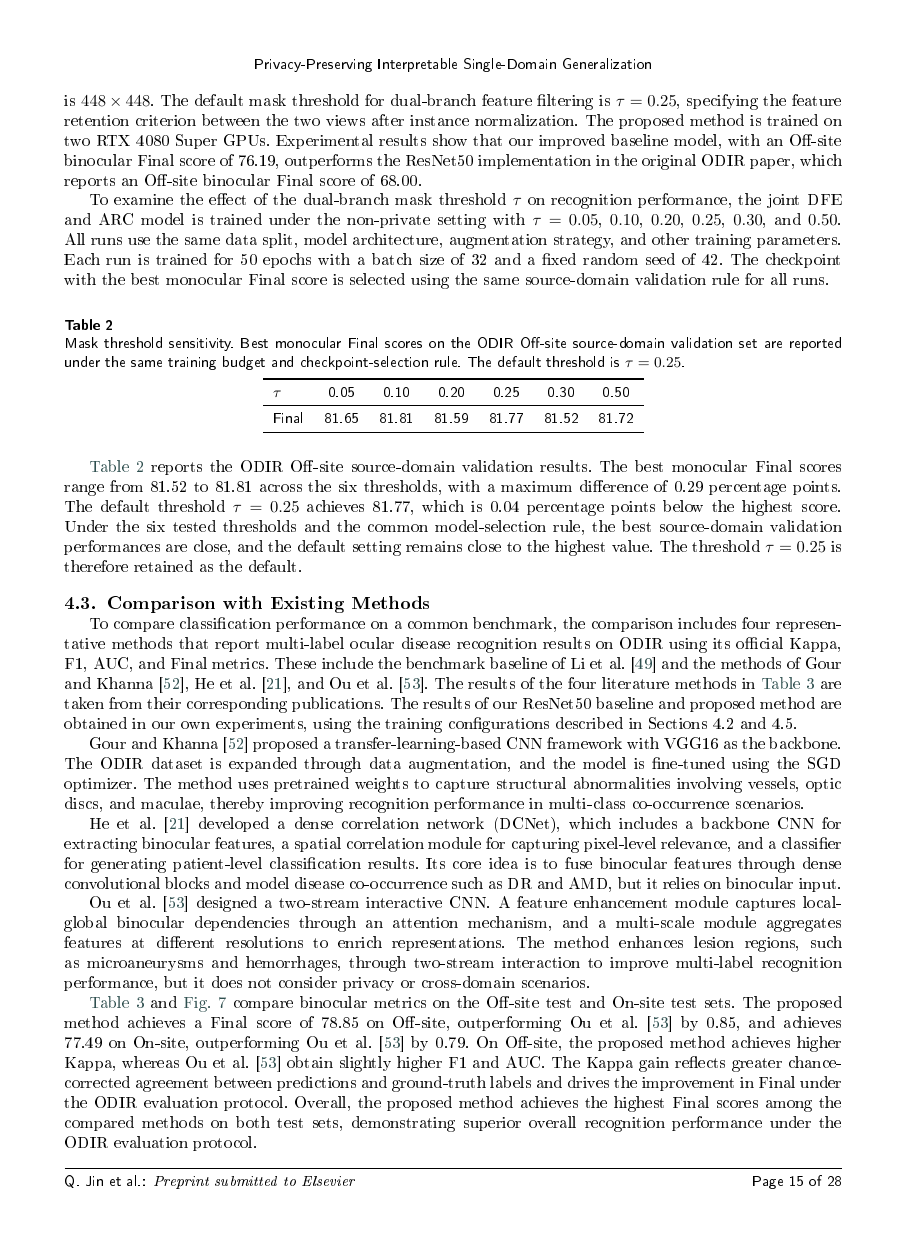 Privacy-Preserving Interpretable Single-Domain Generalization
is 448 × 448. The default mask threshold for dual-branch feature filtering is τ = 0.25, specifying the feature
retention criterion between the two views after instance normalization. The proposed method is trained on
two RTX 4080 Super GPUs. Experimental results show that our improved baseline model, with an Off-site
binocular Final score of 76.19, outperforms the ResNet50 implementation in the original ODIR paper, which
reports an Off-site binocular Final score of 68.00.
To examine the effect of the dual-branch mask threshold τ on recognition performance, the joint DFE
and ARC model is trained under the non-private setting with τ = 0.05, 0.10, 0.20, 0.25, 0.30, and 0.50.
All runs use the same data split, model architecture, augmentation strategy, and other training parameters.
Each run is trained for 50 epochs with a batch size of 32 and a fixed random seed of 42. The checkpoint
with the best monocular Final score is selected using the same source-domain validation rule for all runs.
Table 2
Mask threshold sensitivity. Best monocular Final scores on the ODIR Off-site source-domain validation set are reported
under the same training budget and checkpoint-selection rule. The default threshold is τ = 0.25.
τ 0.05 0.10 0.20 0.25 0.30 0.50
Final 81.65 81.81 81.59 81.77 81.52 81.72
Table 2 reports the ODIR Off-site source-domain validation results. The best monocular Final scores
range from 81.52 to 81.81 across the six thresholds, with a maximum difference of 0.29 percentage points.
The default threshold τ = 0.25 achieves 81.77, which is 0.04 percentage points below the highest score.
Under the six tested thresholds and the common model-selection rule, the best source-domain validation
performances are close, and the default setting remains close to the highest value. The threshold τ = 0.25 is
therefore retained as the default.
4.3. Comparison with Existing Methods
To compare classification performance on a common benchmark, the comparison includes four represen-
tative methods that report multi-label ocular disease recognition results on ODIR using its official Kappa,
F1, AUC, and Final metrics. These include the benchmark baseline of Li et al. [49] and the methods of Gour
and Khanna [52], He et al. [21], and Ou et al. [53]. The results of the four literature methods in Table 3 are
taken from their corresponding publications. The results of our ResNet50 baseline and proposed method are
obtained in our own experiments, using the training configurations described in Sections 4.2 and 4.5.
Gour and Khanna [52] proposed a transfer-learning-based CNN framework with VGG16 as the backbone.
The ODIR dataset is expanded through data augmentation, and the model is fine-tuned using the SGD
optimizer. The method uses pretrained weights to capture structural abnormalities involving vessels, optic
discs, and maculae, thereby improving recognition performance in multi-class co-occurrence scenarios.
He et al. [21] developed a dense correlation network (DCNet), which includes a backbone CNN for
extracting binocular features, a spatial correlation module for capturing pixel-level relevance, and a classifier
for generating patient-level classification results. Its core idea is to fuse binocular features through dense
convolutional blocks and model disease co-occurrence such as DR and AMD, but it relies on binocular input.
Ou et al. [53] designed a two-stream interactive CNN. A feature enhancement module captures local-
global binocular dependencies through an attention mechanism, and a multi-scale module aggregates
features at different resolutions to enrich representations. The method enhances lesion regions, such
as microaneurysms and hemorrhages, through two-stream interaction to improve multi-label recognition
performance, but it does not consider privacy or cross-domain scenarios.
Table 3 and Fig. 7 compare binocular metrics on the Off-site test and On-site test sets. The proposed
method achieves a Final score of 78.85 on Off-site, outperforming Ou et al. [53] by 0.85, and achieves
77.49 on On-site, outperforming Ou et al. [53] by 0.79. On Off-site, the proposed method achieves higher
Kappa, whereas Ou et al. [53] obtain slightly higher F1 and AUC. The Kappa gain reflects greater chance-
corrected agreement between predictions and ground-truth labels and drives the improvement in Final under
the ODIR evaluation protocol. Overall, the proposed method achieves the highest Final scores among the
compared methods on both test sets, demonstrating superior overall recognition performance under the
ODIR evaluation protocol.
Q. Jin et al.: Preprint submitted to Elsevier Page 15 of 28